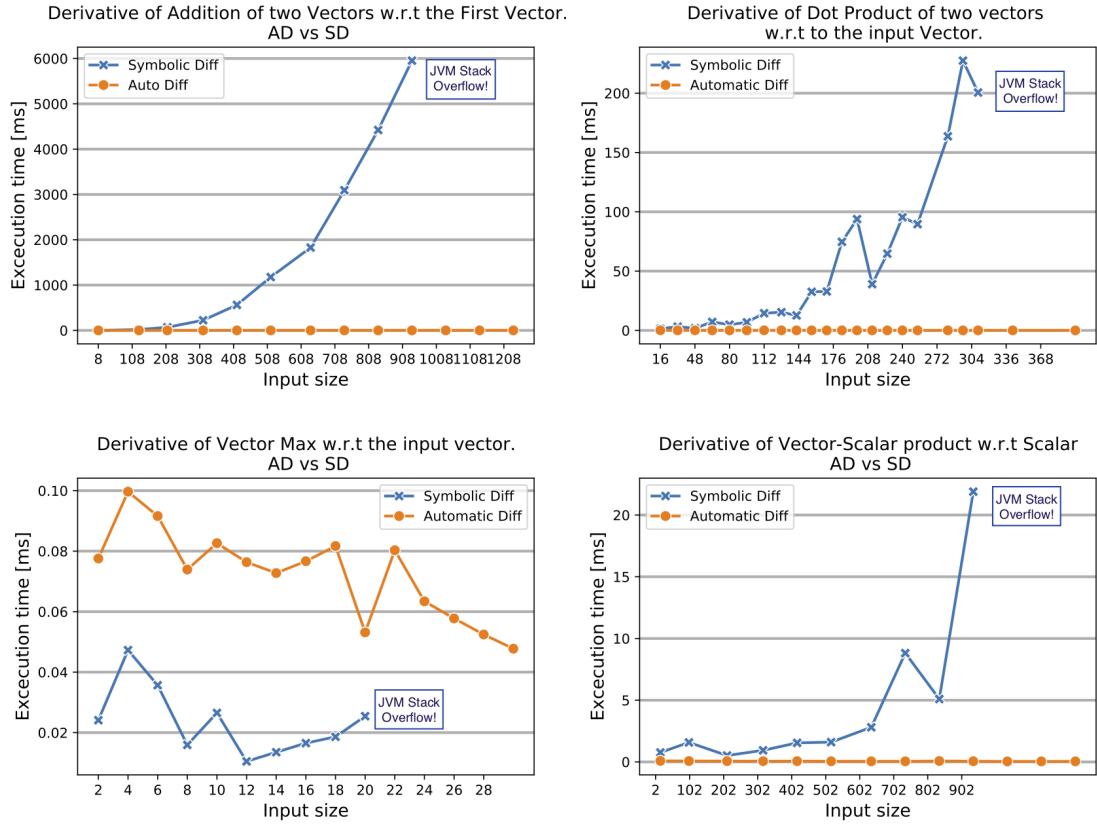 Derivative of Addition of two Vectors w.r.t the First Vector.
AD vs SD
Symbolic Diff
Auto Diff
JVM Stack
Overflow!
Excecution time [ms]
6000
5000
4000
3000
2000
1000
0
8 108 208 308 408 508 608 708 808 908 1008 1108 1208
Input size
Derivative of Dot Product of two vectors
w.r.t to the input Vector.
Symbolic Diff
Automatic Diff
JVM Stack
Overflow!
Excecution time [ms]
200
150
100
50
0
16 48 80 112 144 176 208 240 272 304 336 368
Input size
Derivative of Vector Max w.r.t the input vector.
AD vs SD
Symbolic Diff
Automatic Diff
JVM Stack
Overflow!
Excecution time [ms]
0.10
0.08
0.06
0.04
0.02
2 4 6 8 10 12 14 16 18 20 22 24 26 28
Input size
Derivative of Vector-Scalar product w.r.t Scalar
AD vs SD
Symbolic Diff
Automatic Diff
JVM Stack
Overflow!
Excecution time [ms]
20
15
10
5
0
2 102 202 302 402 502 602 702 802 902
Input size